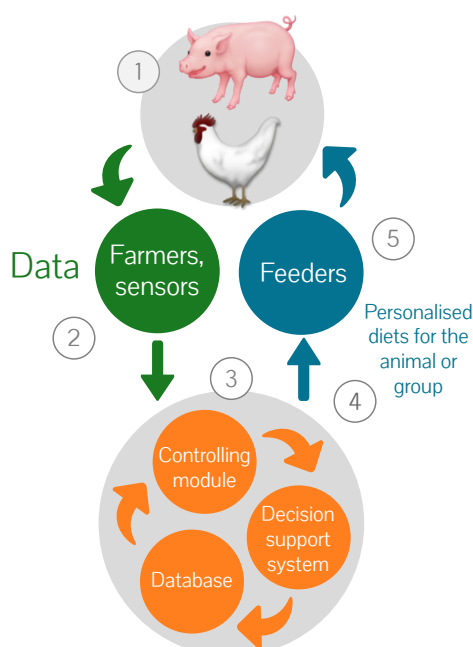 1
Data
Farmers,
sensors
2
3
Controlling
module
Decision
support
system
Database
4
Personalised
diets for the
animal or
group
Feeders
5